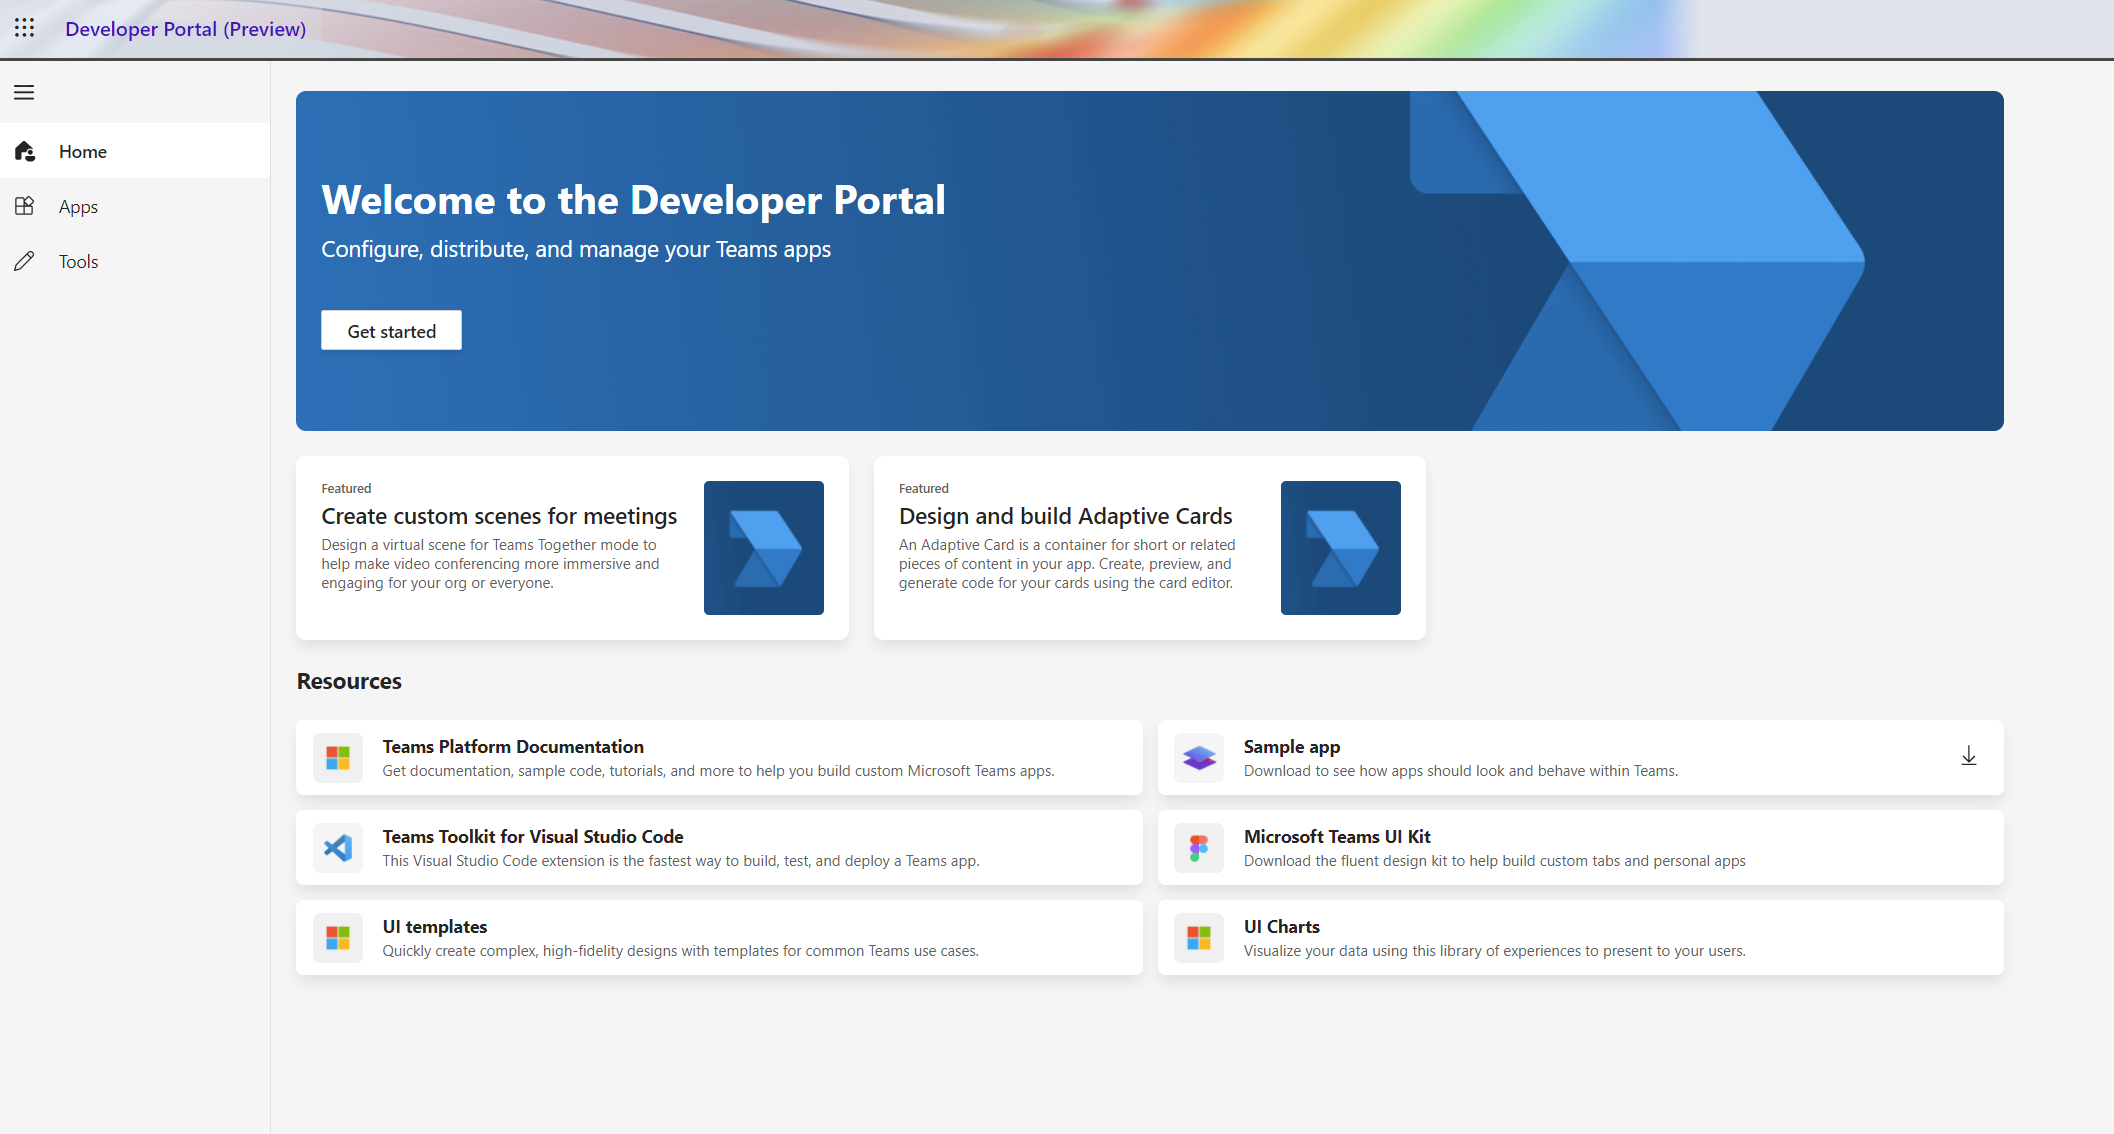 Developer Portal (Preview)
Home
Apps
Tools
Welcome to the Developer Portal
Configure, distribute, and manage your Teams apps
Get started
Featured
Create custom scenes for meetings
Design a virtual scene for Teams Together mode to
help make video conferencing more immersive and
engaging for your org or everyone.
Featured
Design and build Adaptive Cards
An Adaptive Card is a container for short or related
pieces of content in your app. Create, preview, and
generate code for your cards using the card editor.
Resources
Teams Platform Documentation
Get documentation, sample code, tutorials, and more to help you build custom Microsoft Teams apps.
Sample app
Download to see how apps should look and behave within Teams.
Teams Toolkit for Visual Studio Code
This Visual Studio Code extension is the fastest way to build, test, and deploy a Teams app.
Microsoft Teams UI Kit
Download the fluent design kit to help build custom tabs and personal apps
UI templates
Quickly create complex, high-fidelity designs with templates for common Teams use cases.
UI Charts
Visualize your data using this library of experiences to present to your users.